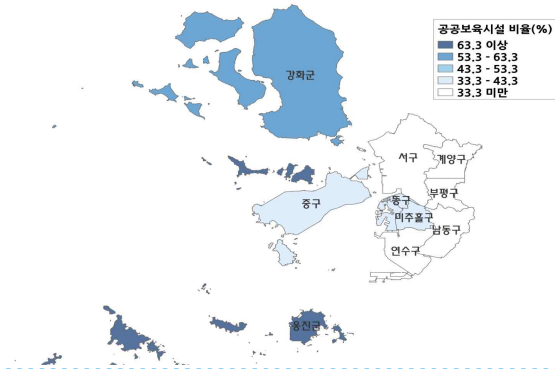 공공보육시설 비율(%)
63.3 이상
53.3 - 63.3
43.3 - 53.3
33.3 - 43.3
33.3 미만
강화군
서구
계양구
부평구
중구
동구
미추홀구
남동구
연수구
옹진군